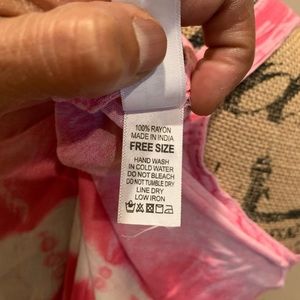 100% RAYON
MADE IN INDIA
FREE SIZE
HAND WASH
IN COLD WATER
DO NOT BLEACH
DO NOT TUMBLE DRY
LINE DRY
LOW IRON